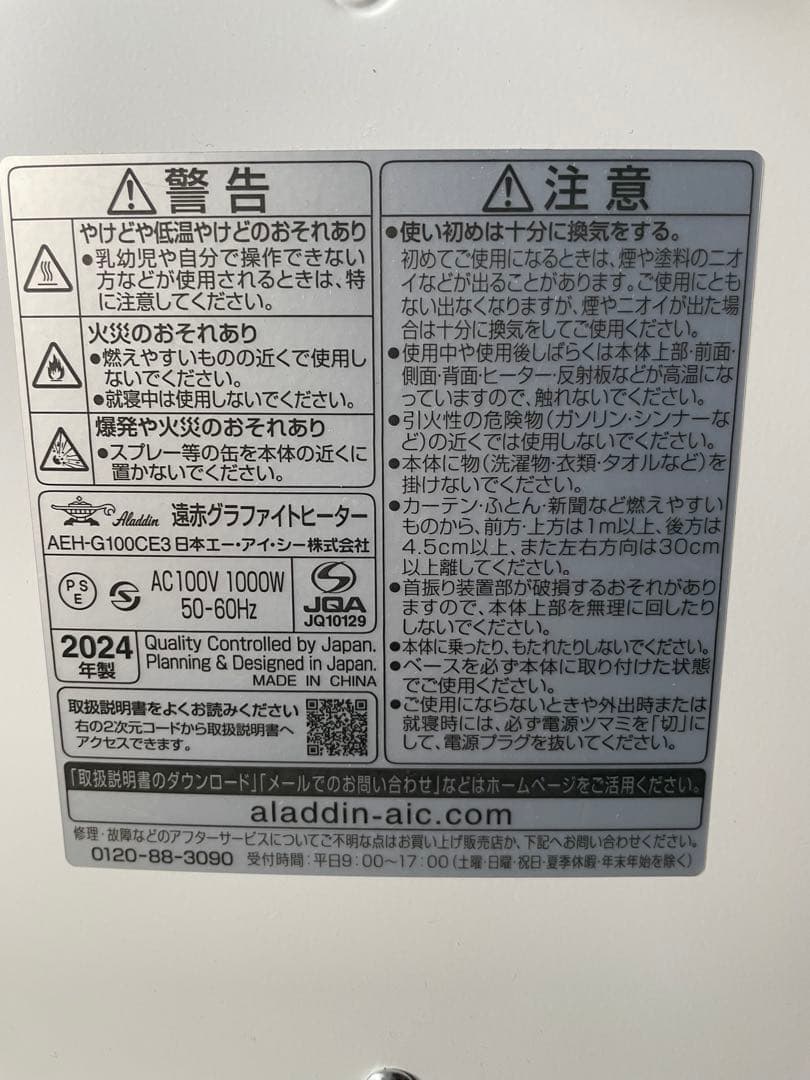 警告
やけどや低温やけどのおそれあり
●乳幼児や自分で操作できない
方などが使用されるときは、特
に注意してください。
火災のおそれあり
●燃えやすいものの近くで使用し
ないでください。
●就寝中は使用しないでください。
爆発や火災のおそれあり
●スプレー等の缶を本体の近くに
置かないでください。
Aladdin 遠赤グラファイトヒーター
AEH-G100CE3 日本エー・アイ・シー株式会社
PSE
AC100V 1000W
50-60Hz
JQA
JQ10129
2024
年製
Quality Controlled by Japan.
Planning & Designed in Japan.
MADE IN CHINA
取扱説明書をよくお読みください
右の2次元コードから取扱説明書へ
アクセスできます。
注意
●使い初めは十分に換気をする。
初めてご使用になるときは、煙や塗料のニオ
イなどが出ることがあります。ご使用にとも
ない出なくなりますが、煙やニオイが出た場
合は十分に換気をしてご使用ください。
●使用中や使用後しばらくは本体上部・前面・
側面・背面・ヒーター・反射板などが高温にな
っていますので、触れないでください。
●引火性の危険物(ガソリン・シンナーな
ど)の近くでは使用しないでください。
●本体に物(洗濯物・衣類・タオルなど)を
掛けないでください。
●カーテン・ふとん・新聞など燃えやすい
ものから、前方・上方は1m以上、後方は
4.5cm以上、また左右方向は30cm
以上離してください。
●首振り装置部が破損するおそれがあり
ますので、本体上部を無理に回したり
しないでください。
●本体に乗ったり、もたれたりしないでください。
●ベースを必ず本体に取り付けた状態
でご使用ください。
●ご使用にならないときや外出時または
就寝時には、必ず電源ツマミを「切」に
して、電源プラグを抜いてください。
「取扱説明書のダウンロード」「メールでのお問い合わせ」などはホームページをご活用ください。
aladdin-aic.com
修理・故障などのアフターサービスについてご不明な点はお買い上げ販売店か、下記へお問い合わせください。
0120-88-3090 受付時間:平日9:00~17:00(土曜・日曜・祝日・夏季休暇・年末年始を除く)